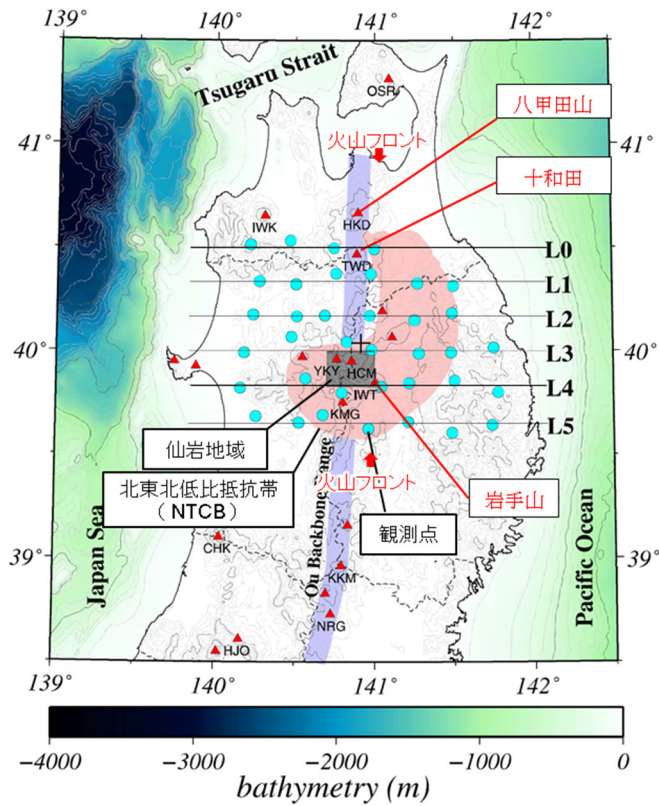 139° 140° 141° 142°
Tsugaru Strait
OSR
八甲田山
41°
火山フロント
41°
十和田
IWK
HKD
TWD
L0
L1
L2
40°
L3
40°
YKY HCM
L4
IWT
KMG
L5
仙岩地域
北東北低比抵抗帯
（NTCB）
火山フロント
岩手山
観測点
Japan Sea
Ou Backbone Range
Pacific Ocean
39°
CHK
39°
KKM
NRG
HJO
139° 140° 141° 142°
−4000 −3000 −2000 −1000 0
bathymetry (m)